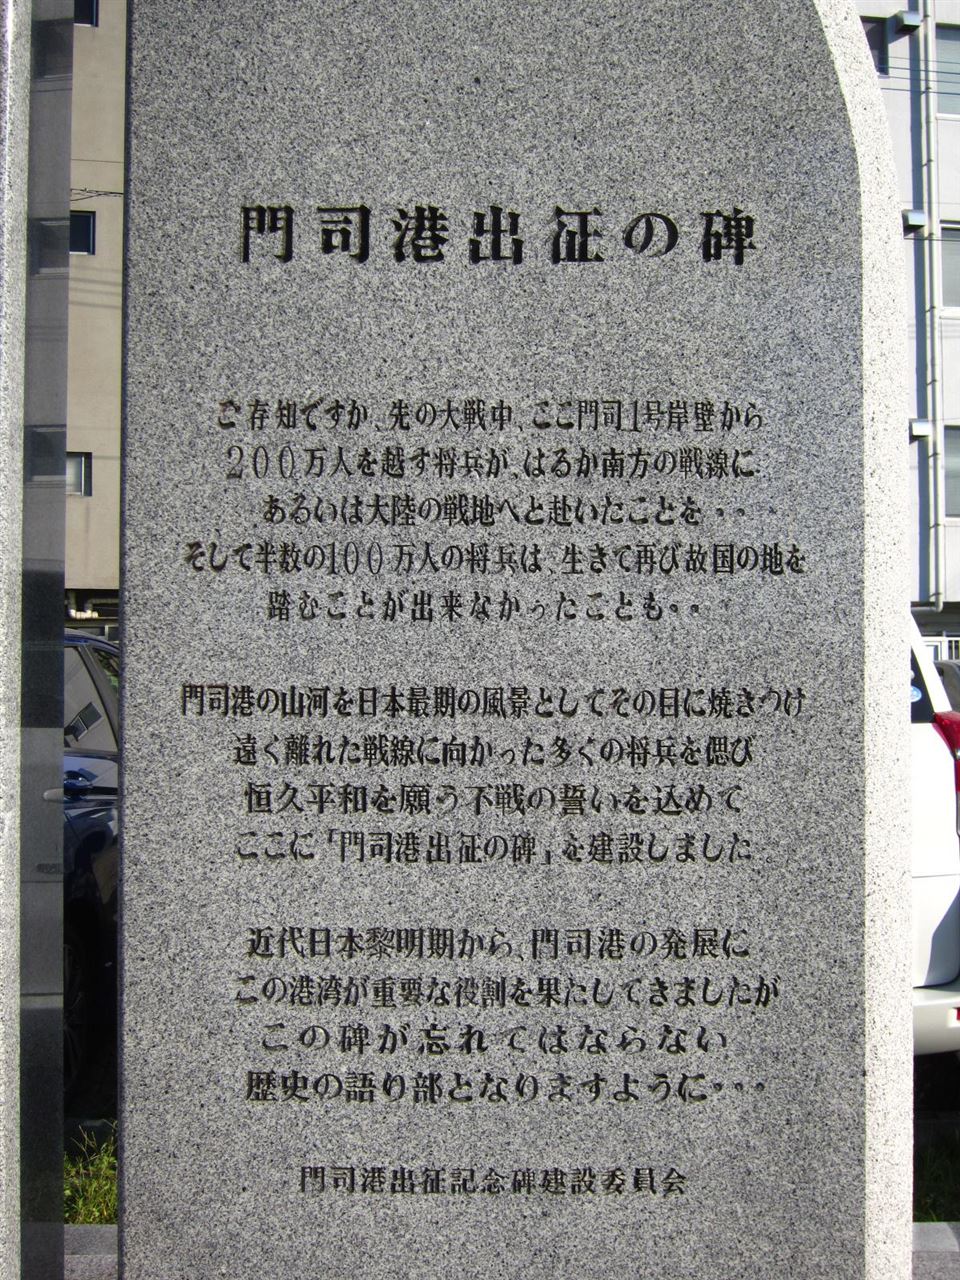 門司港出征の碑
ご存知ですか、先の大戦中、ここ門司1号岸壁から
200万人を越す将兵が、はるか南方の戦線に
あるいは大陸の戦地へと赴いたことを・・
そして半数の100万人の将兵は、生きて再び故国の地を
踏むことが出来なかったことも・・
門司港の山河を日本最期の風景としてその目に焼きつけ
遠く離れた戦線に向かった多くの将兵を偲び
恒久平和を願う不戦の誓いを込めて
ここに「門司港出征の碑」を建設しました
近代日本黎明期から、門司港の発展に
この港湾が重要な役割を果たしてきましたが
この碑が忘れてはならない
歴史の語り部となりますように・・・
門司港出征記念碑建設委員会